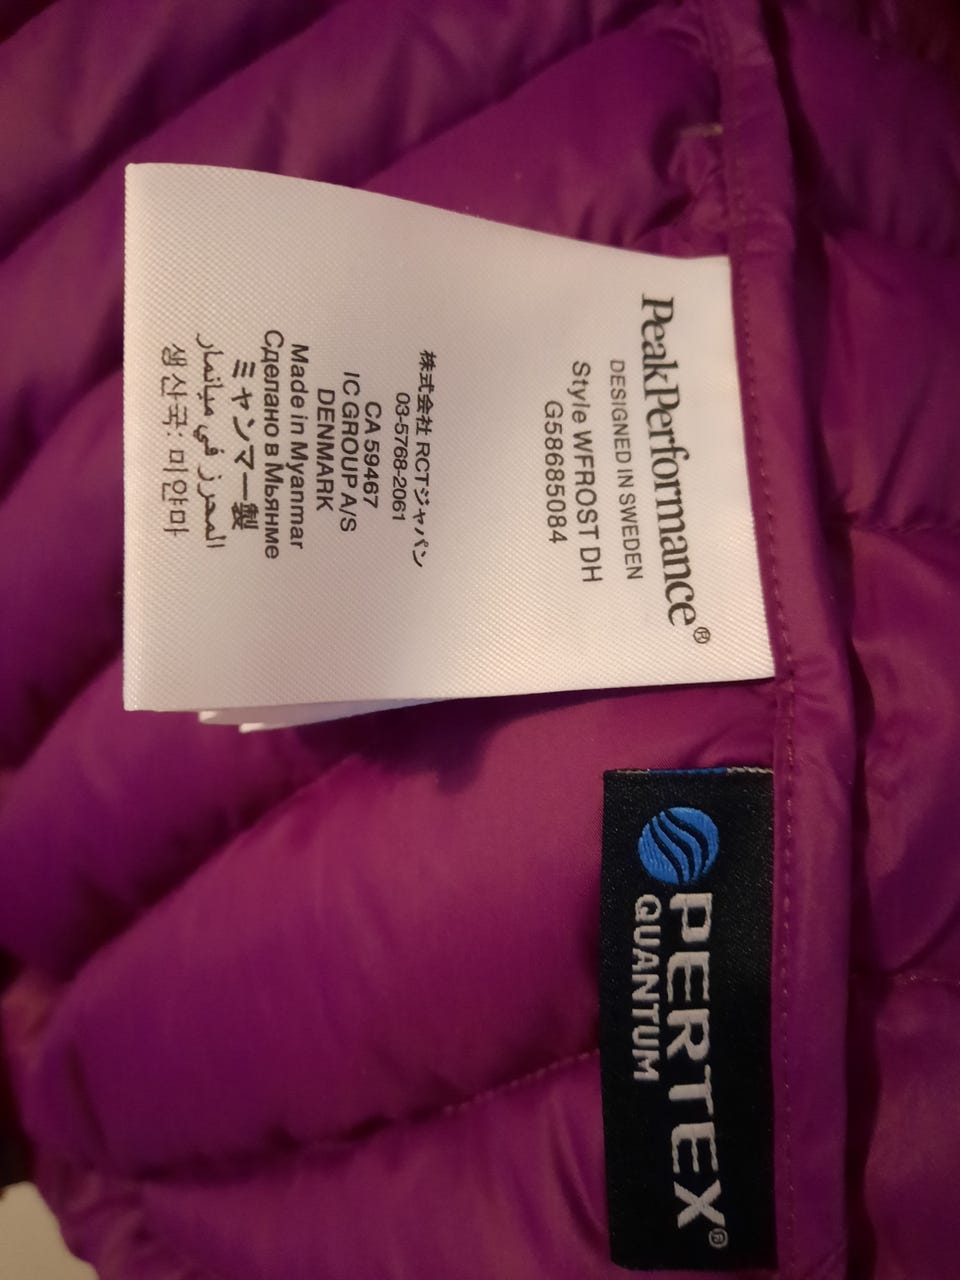 PeakPerformance®
DESIGNED IN SWEDEN
Style WFROST DH
G58685084
株式会社 RCTジャパン
03-5768-2061
CA 59467
IC GROUP A/S
DENMARK
Made in Myanmar
Сделано в Мьянме
ミャンマー製
المحرز في ميانمار
생산국: 미얀마
PERTEX®
QUANTUM